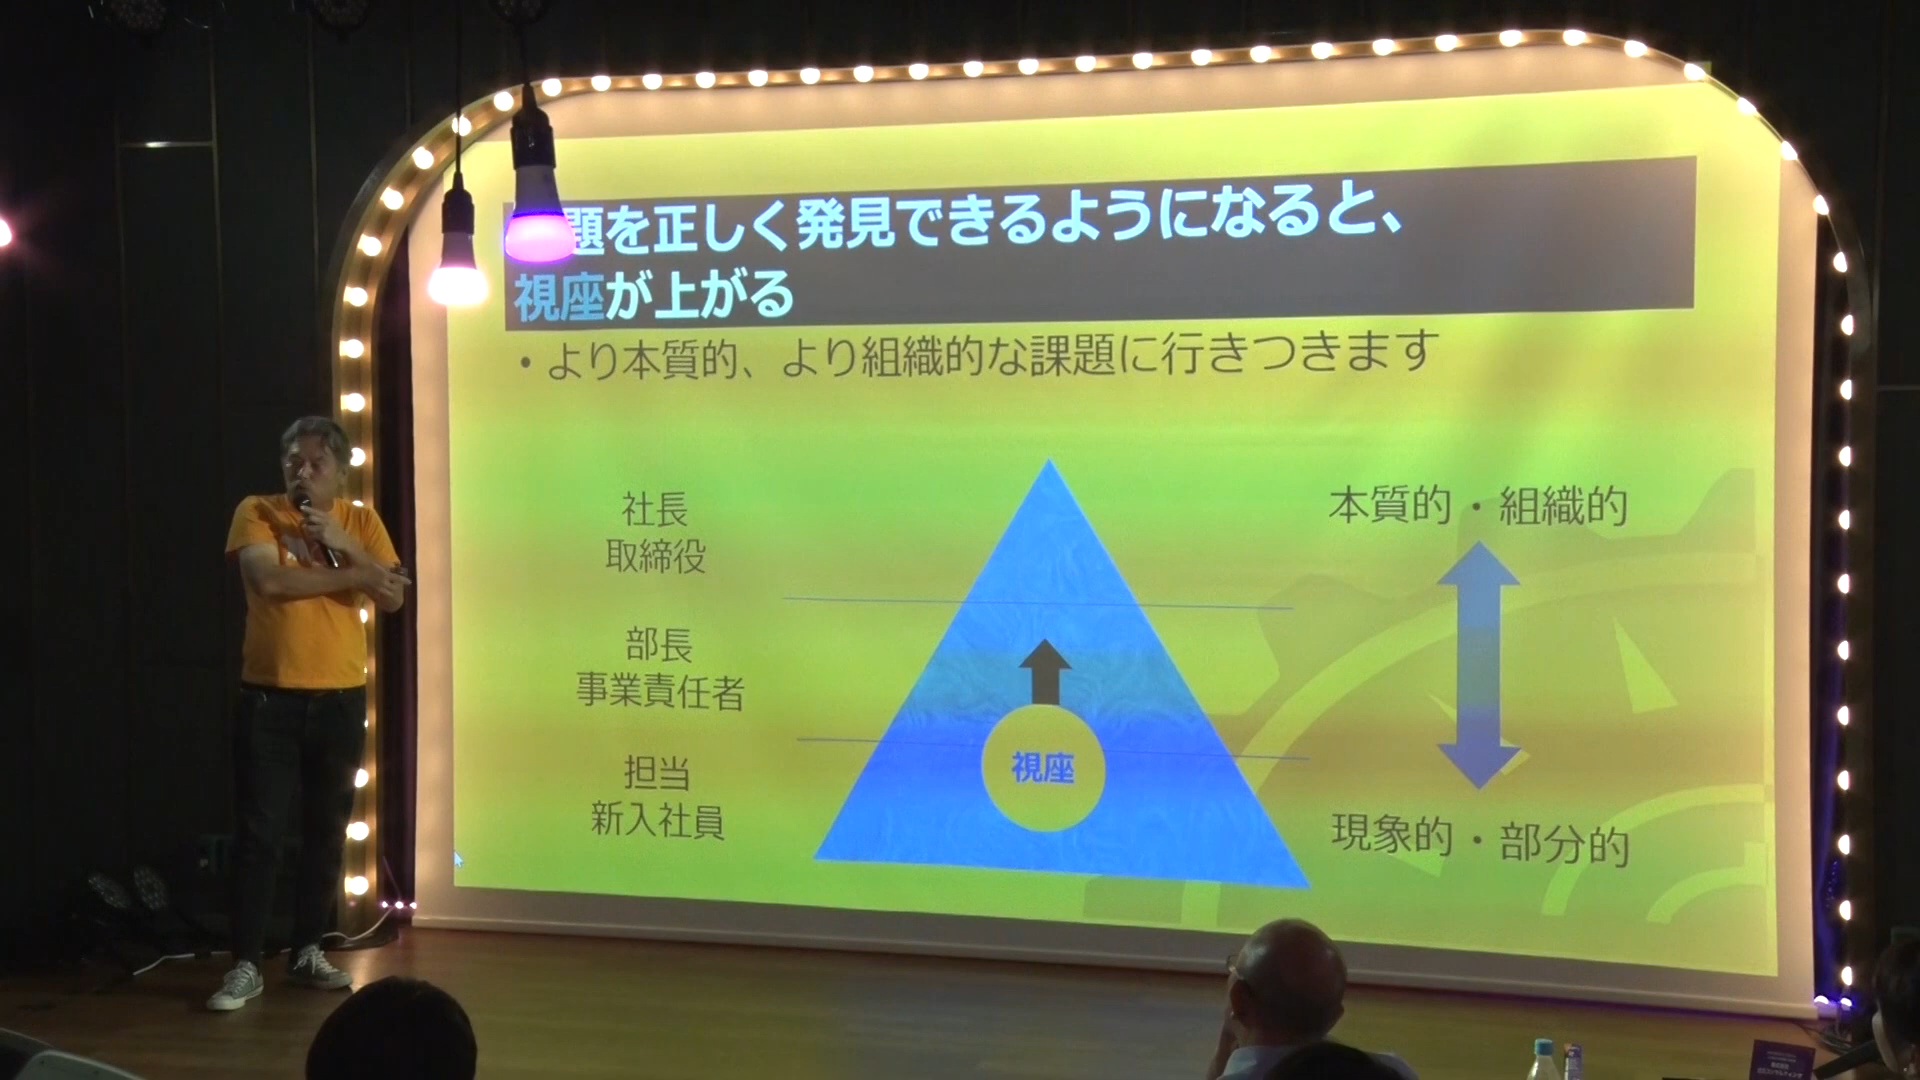 題を正しく発見できるようになると、
視座が上がる
・より本質的、より組織的な課題に行きつきます
社長
取締役
本質的・組織的
部長
事業責任者
視座
担当
新入社員
現象的・部分的